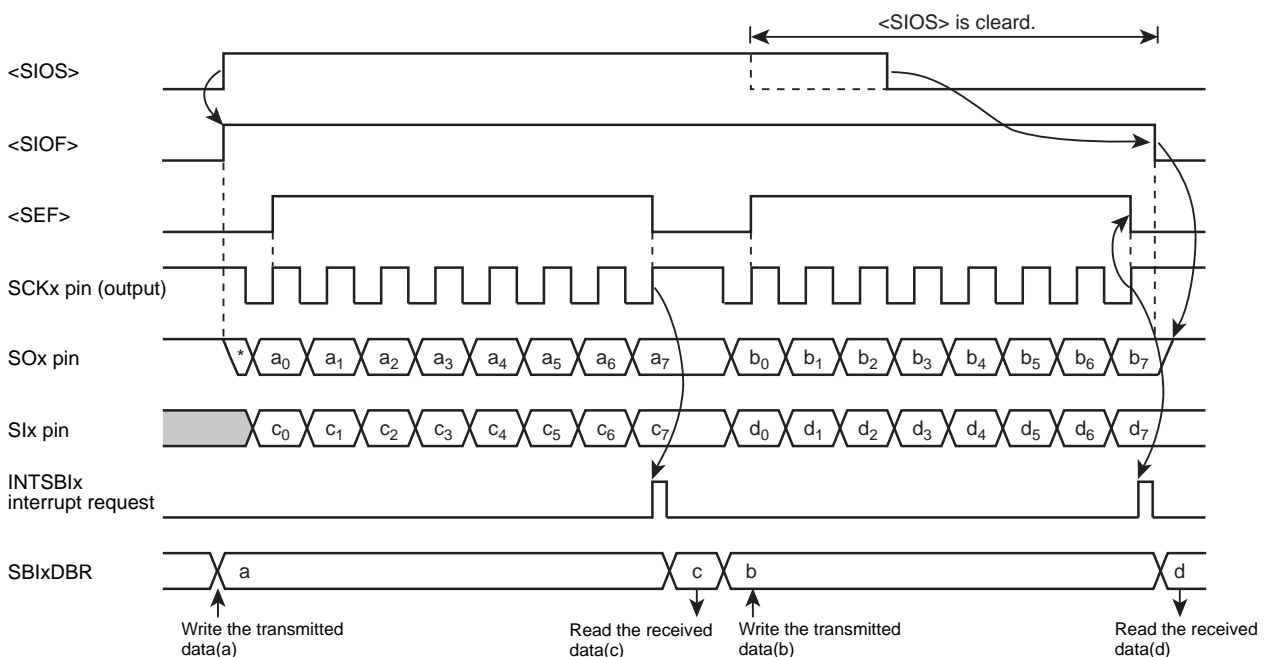 <SIOS> is cleard.
<SIOS>
<SIOF>
<SEF>
SCKx pin (output)
SOx pin
* a0 a1 a2 a3 a4 a5 a6 a7 b0 b1 b2 b3 b4 b5 b6 b7
SIx pin
c0 c1 c2 c3 c4 c5 c6 c7 d0 d1 d2 d3 d4 d5 d6 d7
INTSBIx
interrupt request
SBIxDBR
a c b d
Write the transmitted
data(a)
Read the received
data(c)
Write the transmitted
data(b)
Read the received
data(d)